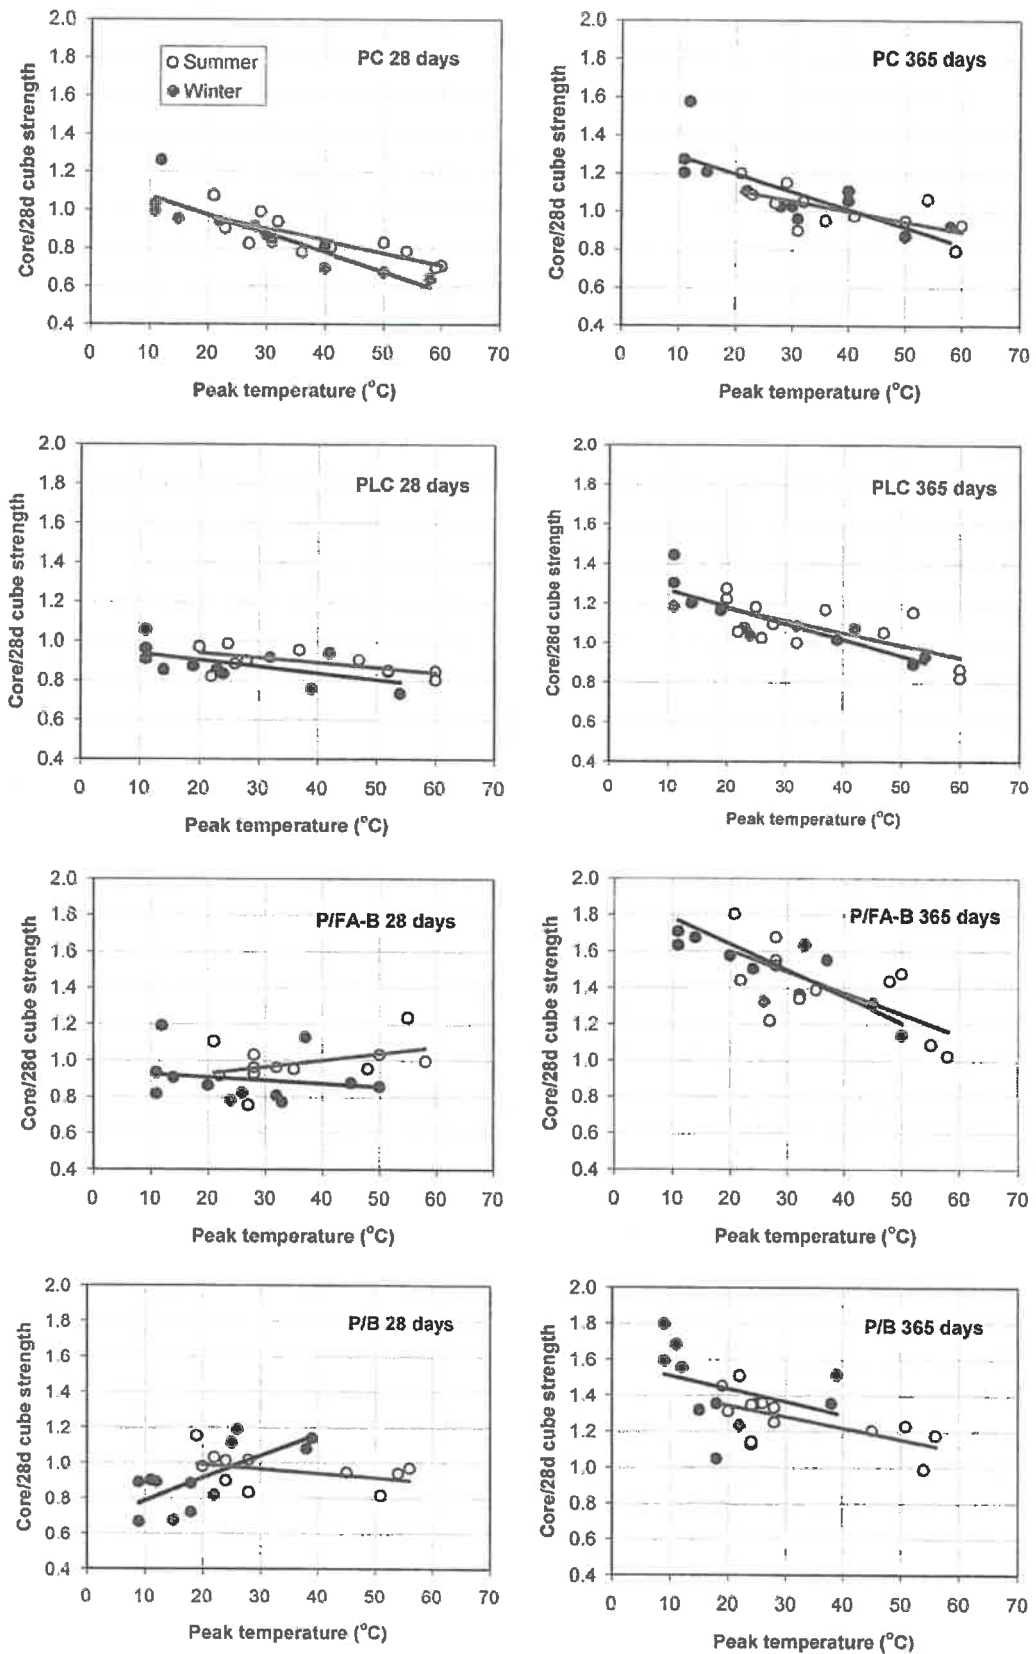 PC 28 days
Summer
Winter
Core/28d cube strength
2.0
1.8
1.6
1.4
1.2
1.0
0.8
0.6
0.4
0 10 20 30 40 50 60 70
Peak temperature (°C)
PC 365 days
Core/28d cube strength
2.0
1.8
1.6
1.4
1.2
1.0
0.8
0.6
0.4
0 10 20 30 40 50 60 70
Peak temperature (°C)
PLC 28 days
Core/28d cube strength
2.0
1.8
1.6
1.4
1.2
1.0
0.8
0.6
0.4
0 10 20 30 40 50 60 70
Peak temperature (°C)
PLC 365 days
Core/28d cube strength
2.0
1.8
1.6
1.4
1.2
1.0
0.8
0.6
0.4
0 10 20 30 40 50 60 70
Peak temperature (°C)
P/FA-B 28 days
Core/28d cube strength
2.0
1.8
1.6
1.4
1.2
1.0
0.8
0.6
0.4
0 10 20 30 40 50 60 70
Peak temperature (°C)
P/FA-B 365 days
Core/28d cube strength
2.0
1.8
1.6
1.4
1.2
1.0
0.8
0.6
0.4
0 10 20 30 40 50 60 70
Peak temperature (°C)
P/B 28 days
Core/28d cube strength
2.0
1.8
1.6
1.4
1.2
1.0
0.8
0.6
0.4
0 10 20 30 40 50 60 70
Peak temperature (°C)
P/B 365 days
Core/28d cube strength
2.0
1.8
1.6
1.4
1.2
1.0
0.8
0.6
0.4
0 10 20 30 40 50 60 70
Peak temperature (°C)